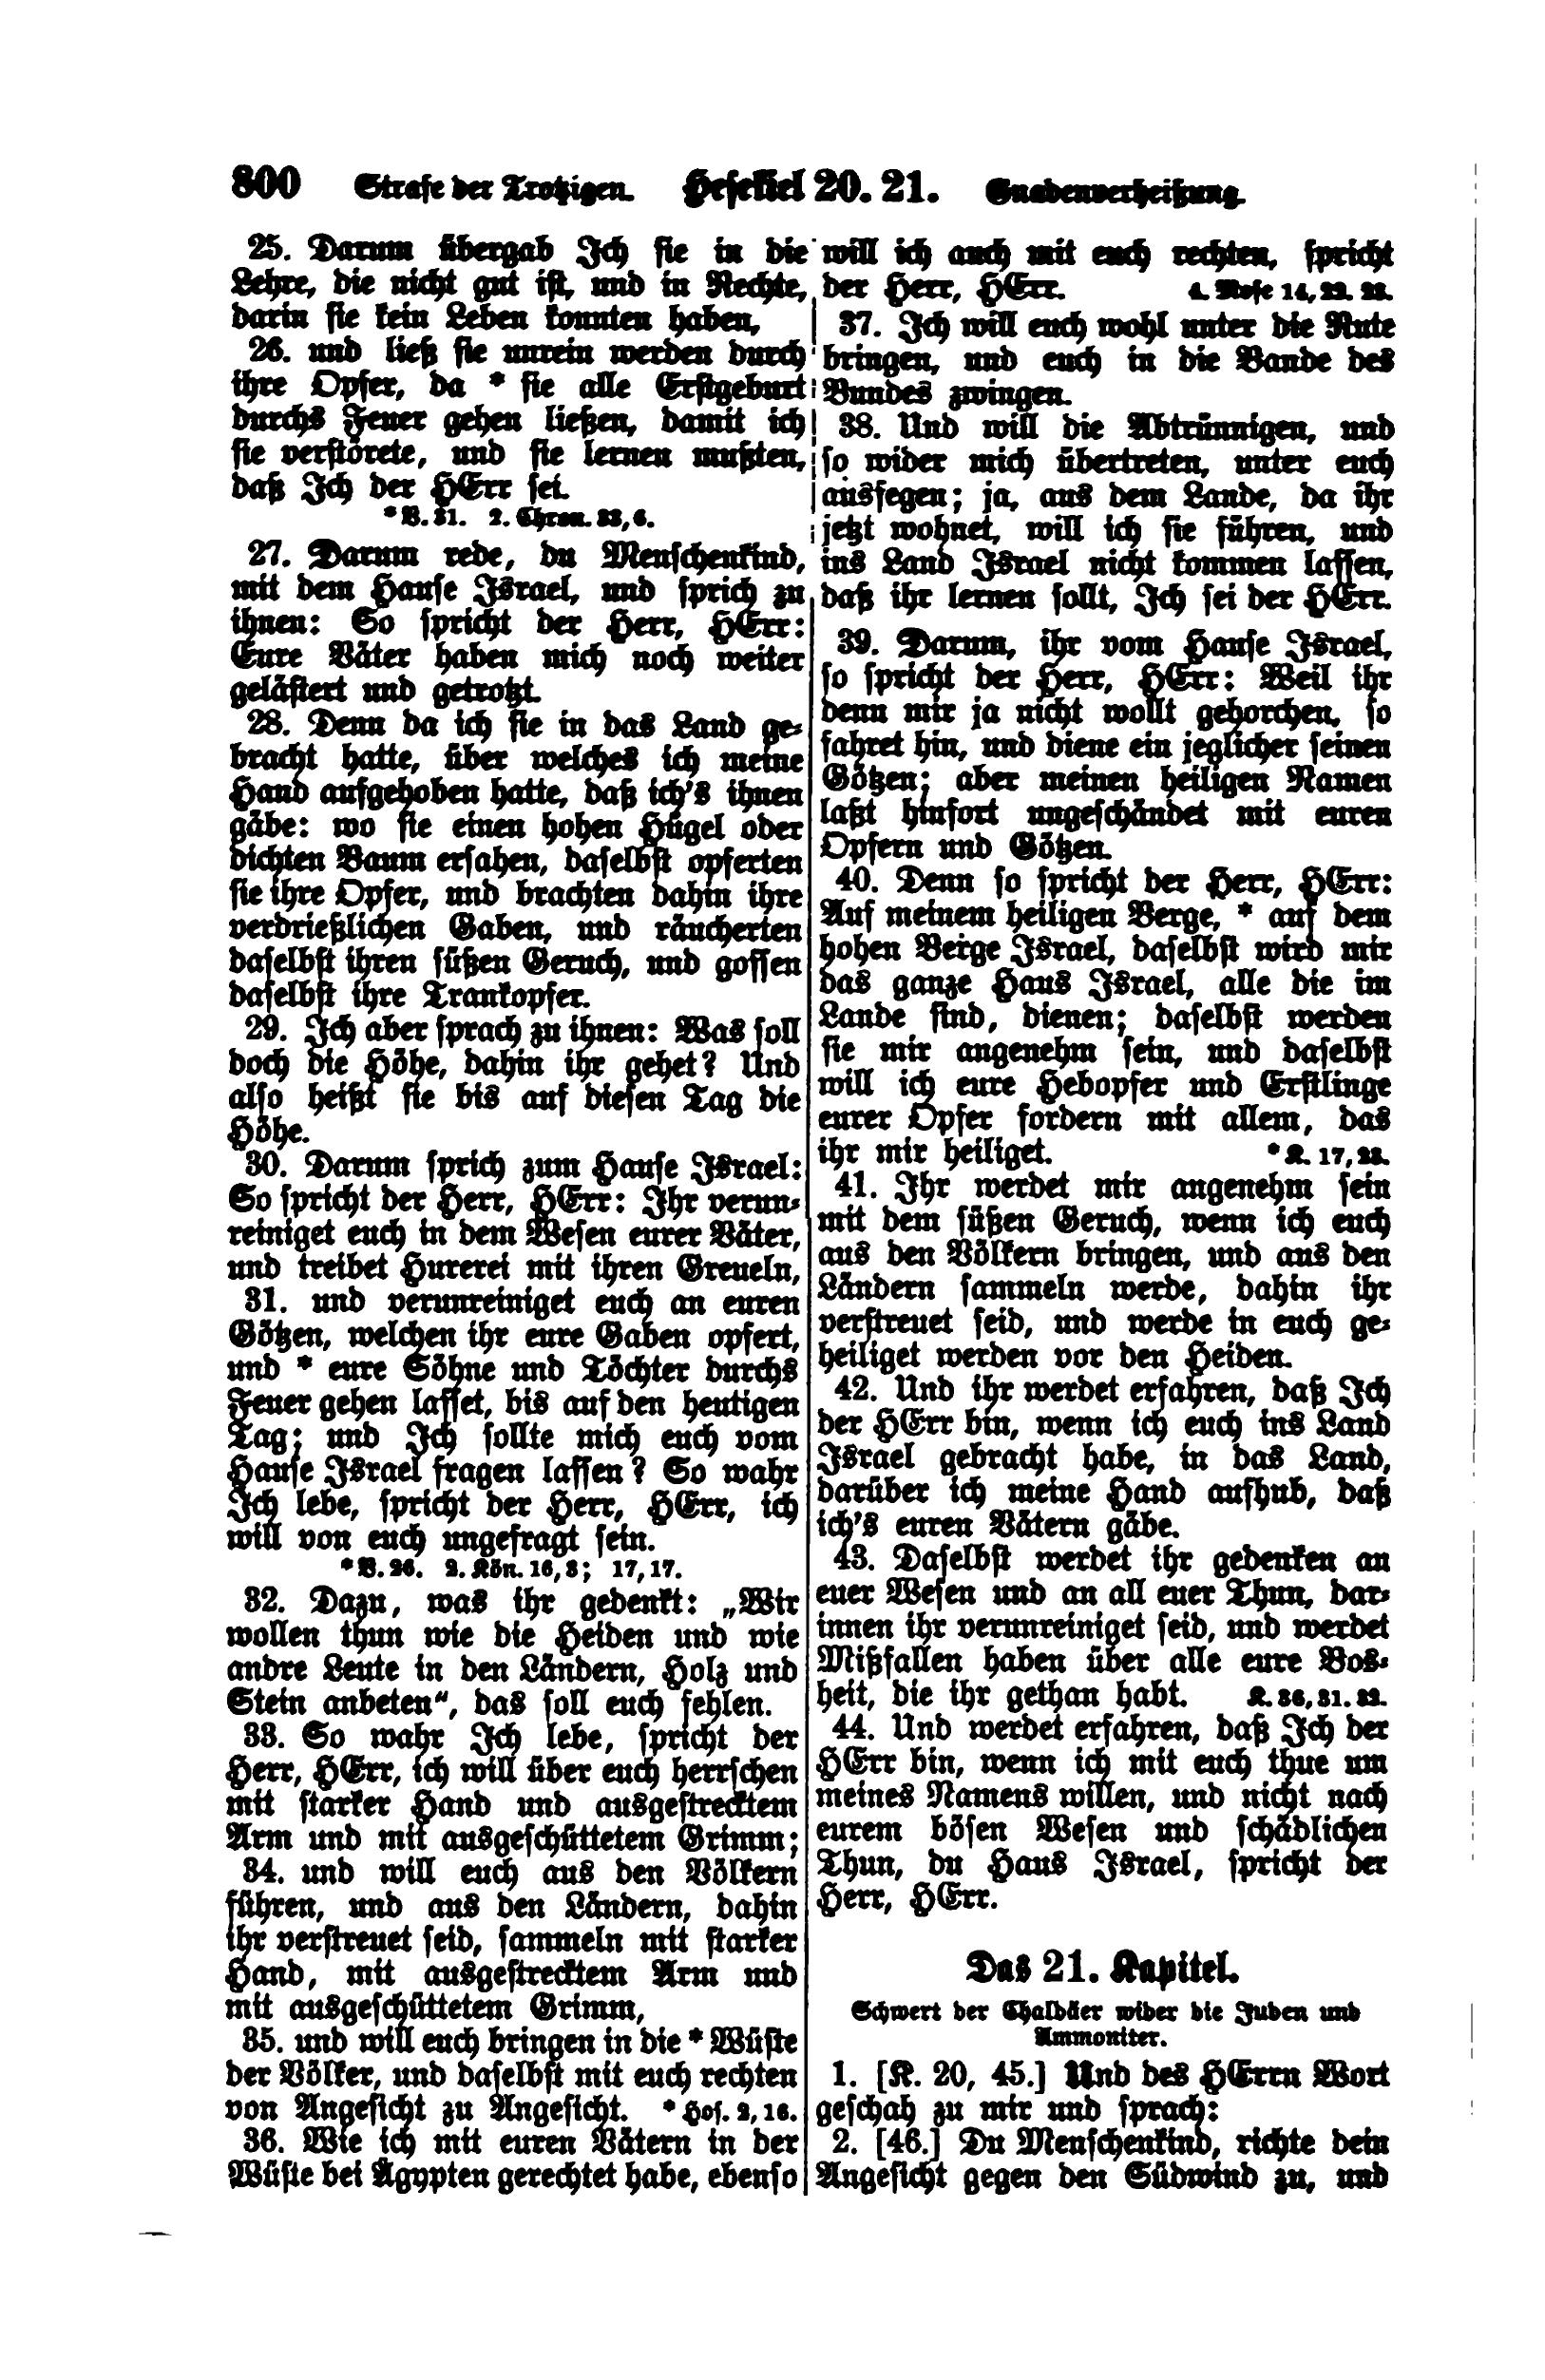 800 Strafe der Trotzigen. Hesekiel 20. 21. Gnadenverheißung.
25. Darum übergab Ich sie in die
Lehre, die nicht gut ist, und in Rechte,
darin sie kein Leben konnten haben,
26. und ließ sie unrein werden durch
ihre Opfer, da * sie alle Erstgeburt
durchs Feuer gehen ließen, damit ich
sie verstörete, und sie lernen mußten,
daß Ich der HErr sei.
* V. 31. 2. Chron. 33, 6.
27. Darum rede, du Menschenkind,
mit dem Hause Israel, und sprich zu
ihnen: So spricht der Herr, HErr:
Eure Väter haben mich noch weiter
gelästert und getrotzt.
28. Denn da ich sie in das Land ge-
bracht hatte, über welches ich meine
Hand aufgehoben hatte, daß ich's ihnen
gäbe: wo sie einen hohen Hügel oder
dichten Baum ersahen, daselbst opferten
sie ihre Opfer, und brachten dahin ihre
verdrießlichen Gaben, und räucherten
daselbst ihren süßen Geruch, und gossen
daselbst ihre Trankopfer.
29. Ich aber sprach zu ihnen: Was soll
doch die Höhe, dahin ihr gehet? Und
also heißt sie bis auf diesen Tag die
Höhe.
30. Darum sprich zum Hause Israel:
So spricht der Herr, HErr: Ihr verun-
reiniget euch in dem Wesen eurer Väter,
und treibet Hurerei mit ihren Greueln,
31. und verunreiniget euch an euren
Götzen, welchen ihr eure Gaben opfert,
und * eure Söhne und Töchter durchs
Feuer gehen lasset, bis auf den heutigen
Tag; und Ich sollte mich euch vom
Hause Israel fragen lassen? So wahr
Ich lebe, spricht der Herr, HErr, ich
will von euch ungefragt sein.
* V. 26. 2. Kön. 16, 3; 17, 17.
32. Dazu, was ihr gedenkt: „Wir
wollen thun wie die Heiden und wie
andre Leute in den Ländern, Holz und
Stein anbeten“, das soll euch fehlen.
33. So wahr Ich lebe, spricht der
Herr, HErr, ich will über euch herrschen
mit starker Hand und ausgestrecktem
Arm und mit ausgeschüttetem Grimm;
34. und will euch aus den Völkern
führen, und aus den Ländern, dahin
ihr verstreuet seid, sammeln mit starker
Hand, mit ausgestrecktem Arm und
mit ausgeschüttetem Grimm,
35. und will euch bringen in die * Wüste
der Völker, und daselbst mit euch rechten
von Angesicht zu Angesicht. * Hos. 2, 16.
36. Wie ich mit euren Vätern in der
Wüste bei Ägypten gerechtet habe, ebenso
will ich auch mit euch rechten, spricht
der Herr, HErr. 4. Mose 14, 22. 23.
37. Ich will euch wohl unter die Rute
bringen, und euch in die Bande des
Bundes zwingen.
38. Und will die Abtrünnigen, und
so wider mich übertreten, unter euch
ausfegen; ja, aus dem Lande, da ihr
jetzt wohnet, will ich sie führen, und
ins Land Israel nicht kommen lassen,
daß ihr lernen sollt, Ich sei der HErr.
39. Darum, ihr vom Hause Israel,
so spricht der Herr, HErr: Weil ihr
denn mir ja nicht wollt gehorchen, so
fahret hin, und diene ein jeglicher seinen
Götzen; aber meinen heiligen Namen
laßt hinfort ungeschändet mit euren
Opfern und Götzen.
40. Denn so spricht der Herr, HErr:
Auf meinem heiligen Berge, * auf dem
hohen Berge Israel, daselbst wird mir
das ganze Haus Israel, alle die im
Lande sind, dienen; daselbst werden
sie mir angenehm sein, und daselbst
will ich eure Hebopfer und Erstlinge
eurer Opfer fordern mit allem, das
ihr mir heiliget. * K. 17, 23.
41. Ihr werdet mir angenehm sein
mit dem süßen Geruch, wenn ich euch
aus den Völkern bringen, und aus den
Ländern sammeln werde, dahin ihr
verstreuet seid, und werde in euch ge-
heiliget werden vor den Heiden.
42. Und ihr werdet erfahren, daß Ich
der HErr bin, wenn ich euch ins Land
Israel gebracht habe, in das Land,
darüber ich meine Hand aufhub, daß
ich's euren Vätern gäbe.
43. Daselbst werdet ihr gedenken an
euer Wesen und an all euer Thun, dar-
innen ihr verunreiniget seid, und werdet
Mißfallen haben über alle eure Bos-
heit, die ihr gethan habt. K. 36, 31. 32.
44. Und werdet erfahren, daß Ich der
HErr bin, wenn ich mit euch thue um
meines Namens willen, und nicht nach
eurem bösen Wesen und schädlichen
Thun, du Haus Israel, spricht der
Herr, HErr.
Das 21. Kapitel.
Schwert der Chaldäer wider die Juden und
Ammoniter.
1. [K. 20, 45.] Und des HErrn Wort
geschah zu mir und sprach:
2. [46.] Du Menschenkind, richte dein
Angesicht gegen den Südwind zu, und